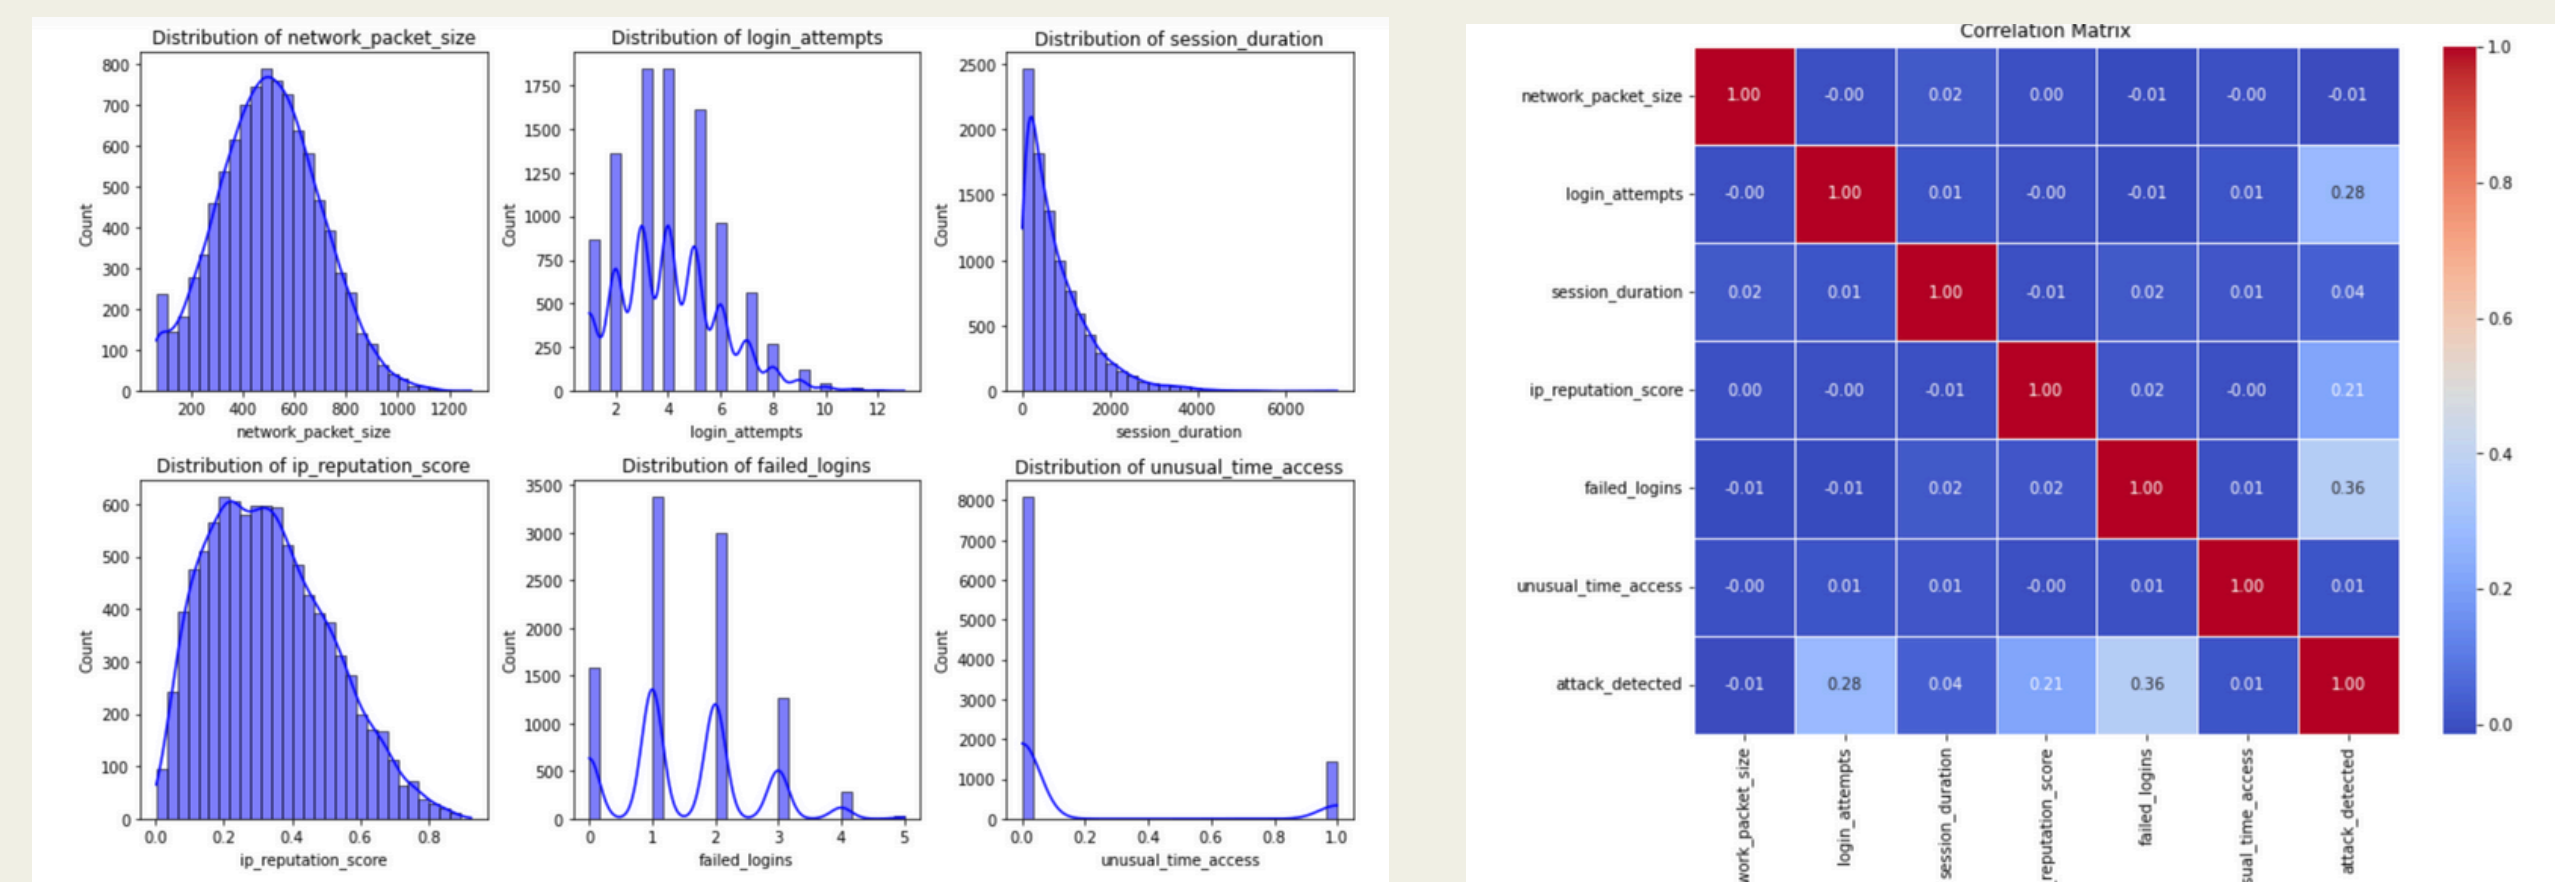 Distribution of network_packet_size
800
700
600
500
400
300
200
100
0
Count
200 400 600 800 1000 1200
network_packet_size
Distribution of login_attempts
1750
1500
1250
1000
750
500
250
0
Count
2 4 6 8 10 12
login_attempts
Distribution of session_duration
2500
2000
1500
1000
500
0
Count
0 2000 4000 6000
session_duration
Distribution of ip_reputation_score
600
500
400
300
200
100
0
Count
0.0 0.2 0.4 0.6 0.8
ip_reputation_score
Distribution of failed_logins
3500
3000
2500
2000
1500
1000
500
0
Count
0 1 2 3 4 5
failed_logins
Distribution of unusual_time_access
8000
7000
6000
5000
4000
3000
2000
1000
0
Count
0.0 0.2 0.4 0.6 0.8 1.0
unusual_time_access
Correlation Matrix
network_packet_size 1.00 -0.00 0.02 0.00 -0.01 -0.00 -0.01
login_attempts -0.00 1.00 0.01 -0.00 -0.01 0.01 0.28
session_duration 0.02 0.01 1.00 -0.01 0.02 0.01 0.04
ip_reputation_score 0.00 -0.00 -0.01 1.00 0.02 -0.00 0.21
failed_logins -0.01 -0.01 0.02 0.02 1.00 0.01 0.36
unusual_time_access -0.00 0.01 0.01 -0.00 0.01 1.00 0.01
attack_detected -0.01 0.28 0.04 0.21 0.36 0.01 1.00
work_packet_size
login_attempts
session_duration
reputation_score
failed_logins
sual_time_access
attack_detected
1.0
0.8
0.6
0.4
0.2
0.0